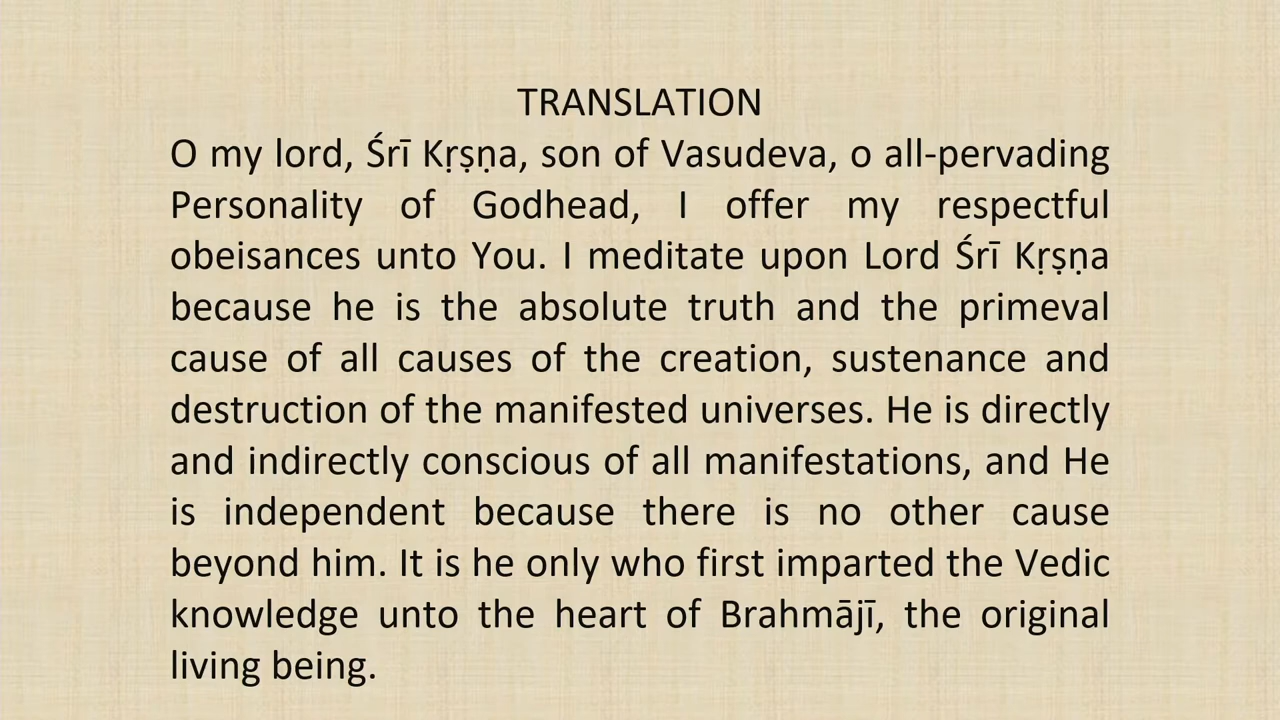 TRANSLATION
O my lord, Śrī Kṛṣṇa, son of Vasudeva, o all-pervading
Personality of Godhead, I offer my respectful
obeisances unto You. I meditate upon Lord Śrī Kṛṣṇa
because he is the absolute truth and the primeval
cause of all causes of the creation, sustenance and
destruction of the manifested universes. He is directly
and indirectly conscious of all manifestations, and He
is independent because there is no other cause
beyond him. It is he only who first imparted the Vedic
knowledge unto the heart of Brahmājī, the original
living being.